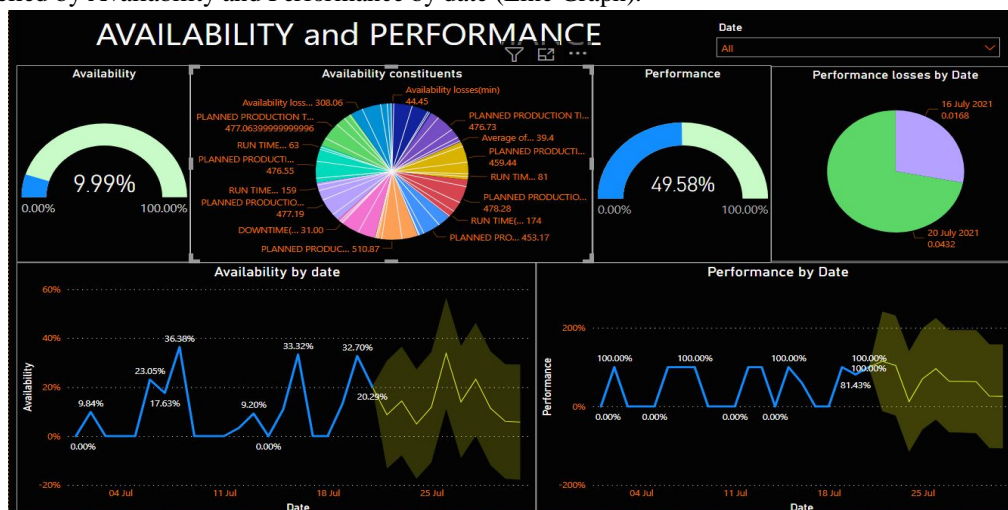 AVAILABILITY and PERFORMANCE
Date
All
Availability
9.99%
0.00%
100.00%
Availability constituents
Availability losses(min)
44.45
PLANNED PRODUCTION TI...
476.73
Average of... 39.4
PLANNED PRODUCTI...
459.44
RUN TIM... 81
PLANNED PRODUCTIO...
478.28
RUN TIME(... 174
PLANNED PRO... 453.17
PLANNED PRODUC... 510.87
DOWNTIME(... 31.00
PLANNED PRODUCTIO...
477.19
RUN TIME... 159
PLANNED PRODUCTI...
476.55
RUN TIME... 63
PLANNED PRODUCTION T...
477.06399999999996
Availability loss... 308.06
Performance
49.58%
0.00%
100.00%
Performance losses by Date
16 July 2021
0.0168
20 July 2021
0.0432
Availability by date
Availability
60%
40%
20%
0%
-20%
9.84%
0.00%
23.05%
17.63%
36.38%
9.20%
0.00%
33.32%
32.70%
20.29%
04 Jul
11 Jul
18 Jul
25 Jul
Date
Performance by Date
Performance
200%
0%
-200%
100.00%
0.00%
0.00%
100.00%
0.00%
100.00%
0.00%
100.00%
100.00%
81.43%
04 Jul
11 Jul
18 Jul
25 Jul
Date